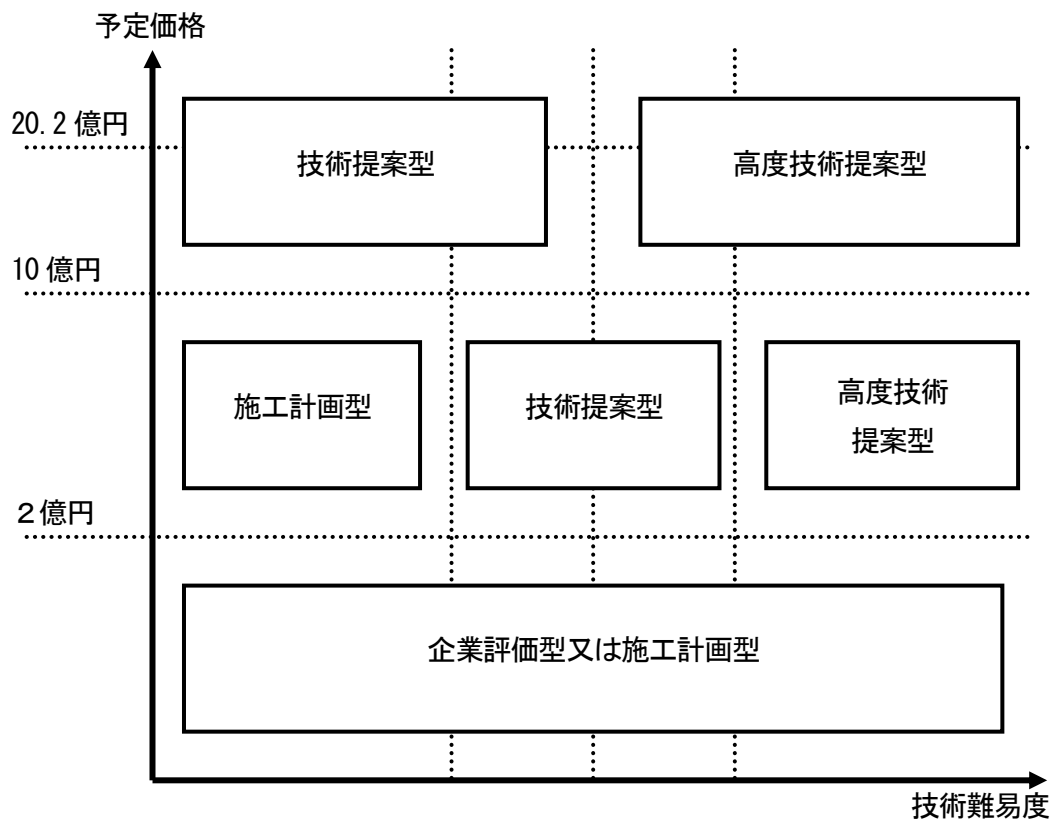 予定価格
20.2億円
技術提案型
高度技術提案型
10億円
施工計画型
技術提案型
高度技術
提案型
２億円
企業評価型又は施工計画型
技術難易度